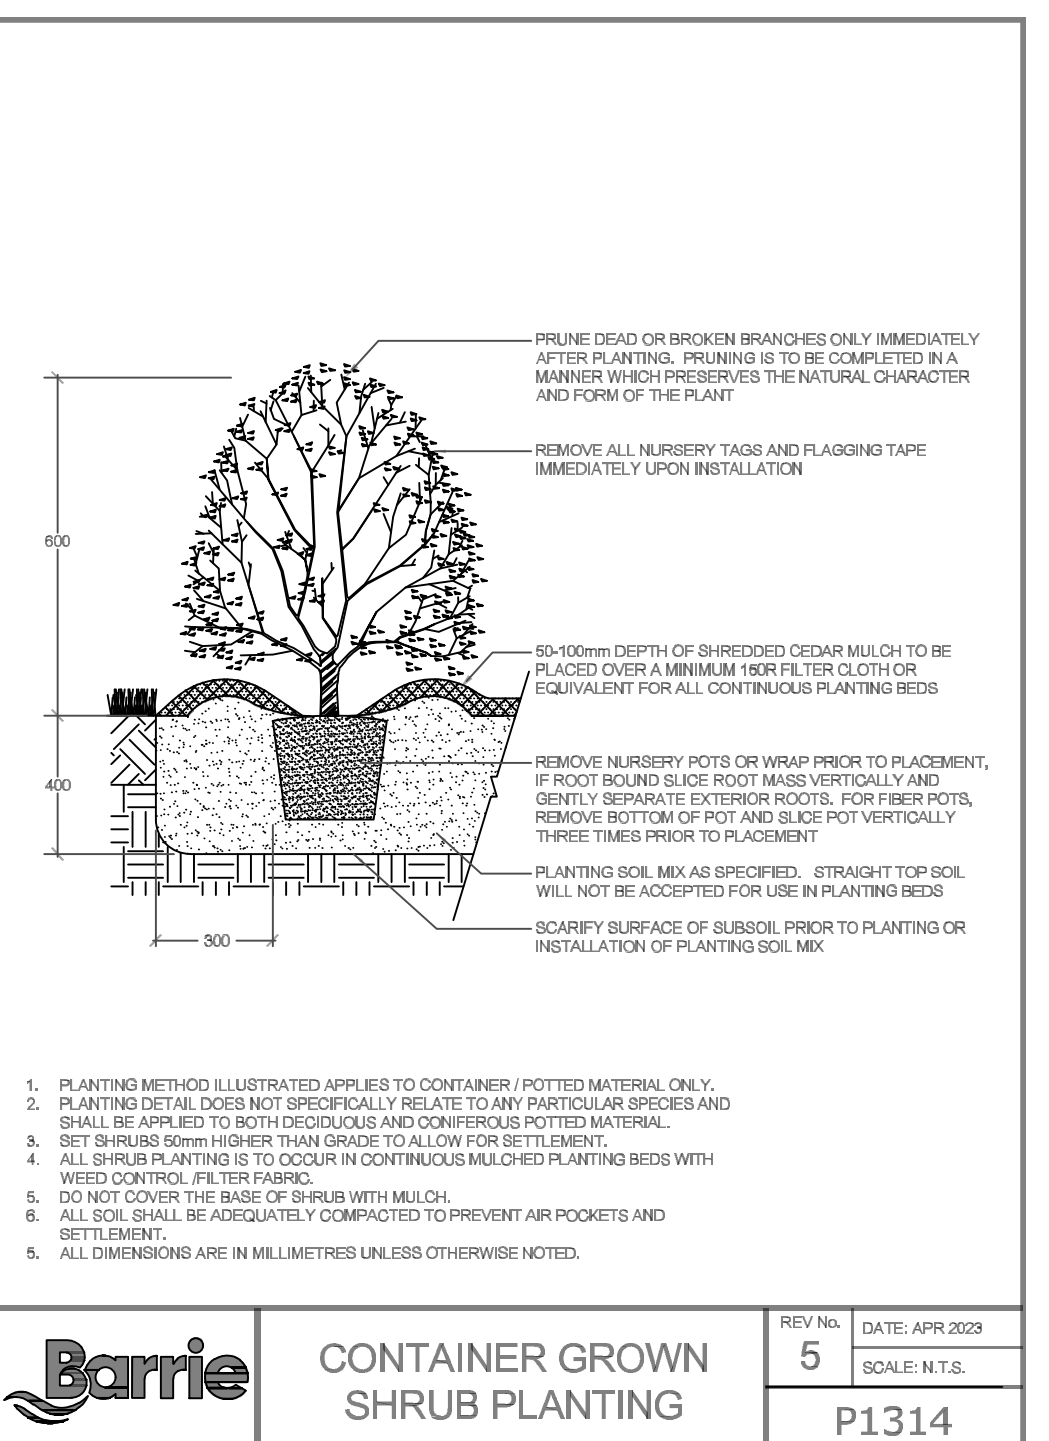 PRUNE DEAD OR BROKEN BRANCHES ONLY IMMEDIATELY
AFTER PLANTING. PRUNING IS TO BE COMPLETED IN A
MANNER WHICH PRESERVES THE NATURAL CHARACTER
AND FORM OF THE PLANT
REMOVE ALL NURSERY TAGS AND FLAGGING TAPE
IMMEDIATELY UPON INSTALLATION
600
50-100mm DEPTH OF SHREDDED CEDAR MULCH TO BE
PLACED OVER A MINIMUM 160R FILTER CLOTH OR
EQUIVALENT FOR ALL CONTINUOUS PLANTING BEDS
400
REMOVE NURSERY POTS OR WRAP PRIOR TO PLACEMENT,
IF ROOT BOUND SLICE ROOT MASS VERTICALLY AND
GENTLY SEPARATE EXTERIOR ROOTS. FOR FIBER POTS,
REMOVE BOTTOM OF POT AND SLICE POT VERTICALLY
THREE TIMES PRIOR TO PLACEMENT
PLANTING SOIL MIX AS SPECIFIED. STRAIGHT TOP SOIL
WILL NOT BE ACCEPTED FOR USE IN PLANTING BEDS
SCARIFY SURFACE OF SUBSOIL PRIOR TO PLANTING OR
INSTALLATION OF PLANTING SOIL MIX
300
1. PLANTING METHOD ILLUSTRATED APPLIES TO CONTAINER / POTTED MATERIAL ONLY.
2. PLANTING DETAIL DOES NOT SPECIFICALLY RELATE TO ANY PARTICULAR SPECIES AND
SHALL BE APPLIED TO BOTH DECIDUOUS AND CONIFEROUS POTTED MATERIAL.
3. SET SHRUBS 50mm HIGHER THAN GRADE TO ALLOW FOR SETTLEMENT.
4. ALL SHRUB PLANTING IS TO OCCUR IN CONTINUOUS MULCHED PLANTING BEDS WITH
WEED CONTROL /FILTER FABRIC.
5. DO NOT COVER THE BASE OF SHRUB WITH MULCH.
6. ALL SOIL SHALL BE ADEQUATELY COMPACTED TO PREVENT AIR POCKETS AND
SETTLEMENT.
5. ALL DIMENSIONS ARE IN MILLIMETRES UNLESS OTHERWISE NOTED.
Barrie
CONTAINER GROWN
SHRUB PLANTING
REV No.
5
DATE: APR 2023
SCALE: N.T.S.
P1314